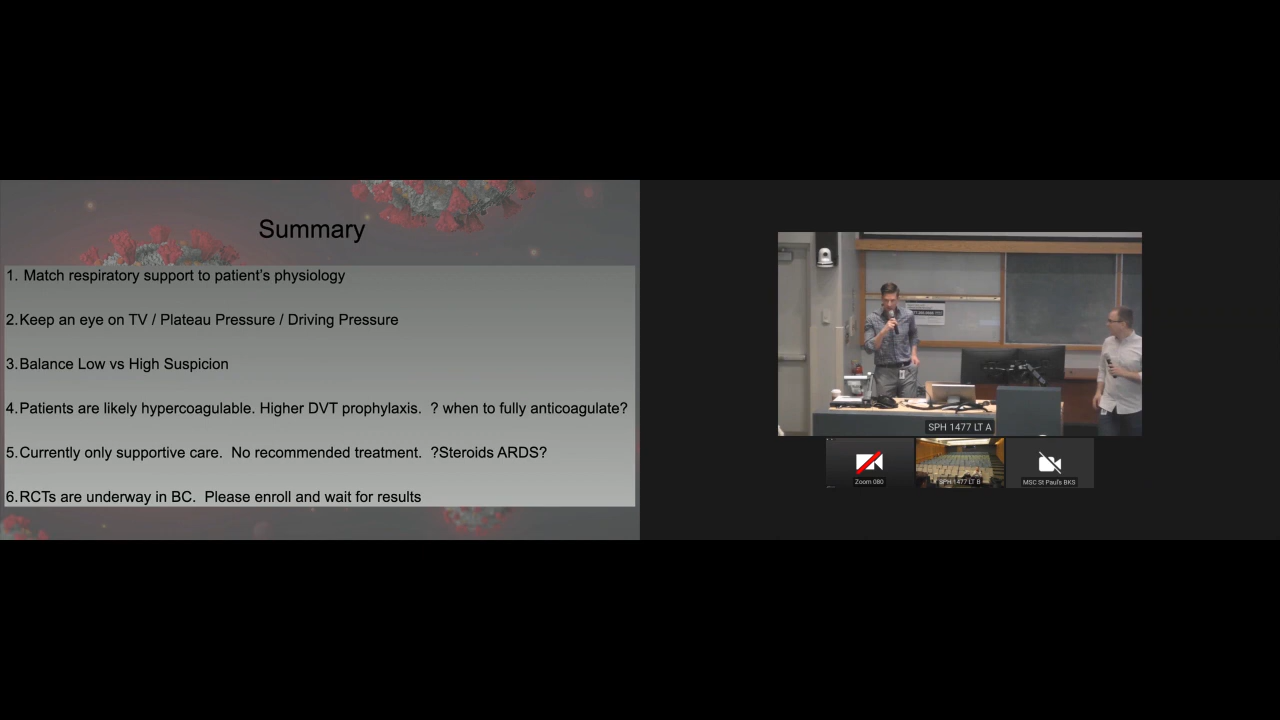 Summary
1. Match respiratory support to patient's physiology
2.Keep an eye on TV / Plateau Pressure / Driving Pressure
3.Balance Low vs High Suspicion
4.Patients are likely hypercoagulable. Higher DVT prophylaxis. ? when to fully anticoagulate?
5.Currently only supportive care. No recommended treatment. ?Steroids ARDS?
6.RCTs are underway in BC. Please enroll and wait for results
SPH 1477 LT A
Zoom 080
SPH 1477 LT B
MSC St Paul's BKS